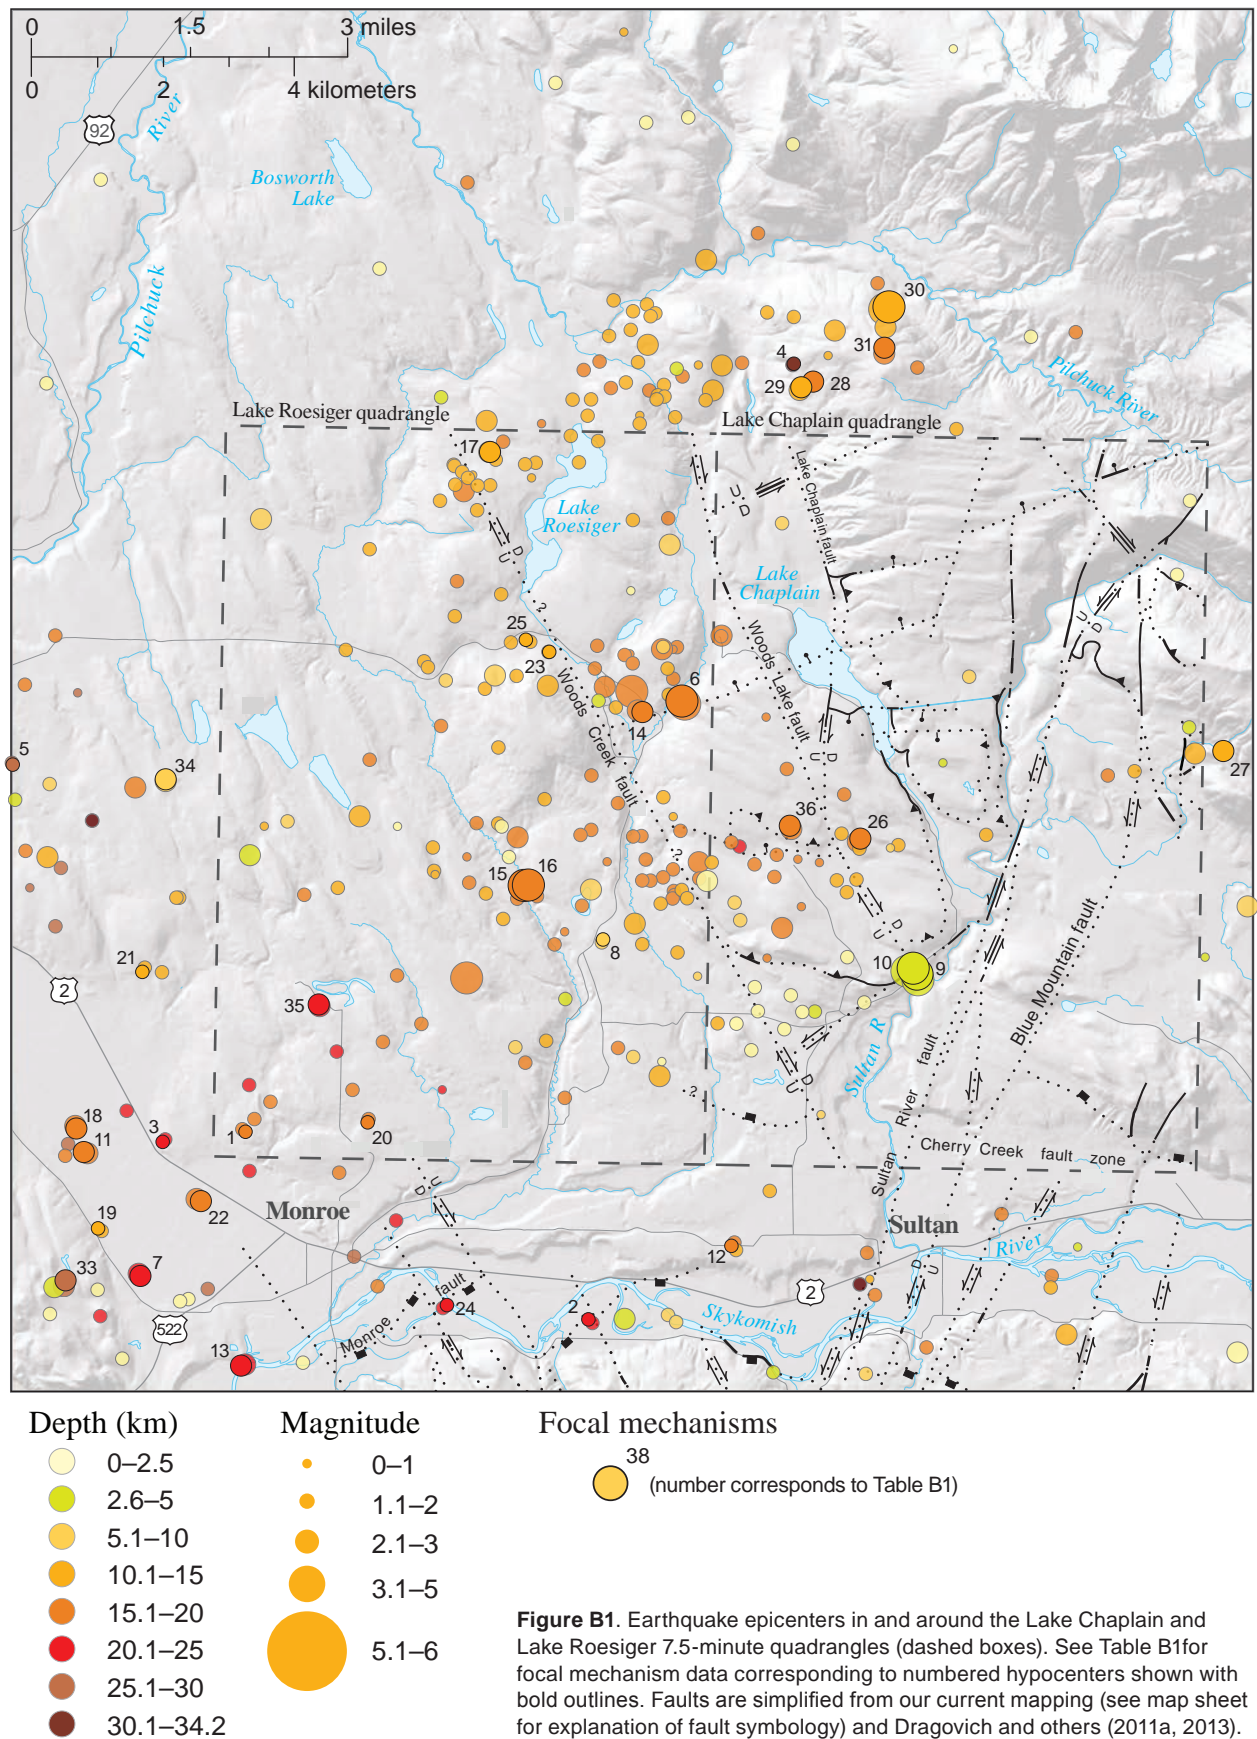 0 1.5 3 miles
0 2 4 kilometers
92
River
Pilchuck
Bosworth
Lake
30
31
4
29
28
Pilchuck River
Lake Roesiger quadrangle
Lake Chaplain quadrangle
17
Lake
Roesiger
U
D
Lake Chaplain fault
D
U
Lake
Chaplain
U
D
?
25
23
Woods Creek fault
Woods Lake fault
6
14
D
U
5
34
27
36
26
?
15
16
8
D
U
10
9
21
2
35
Blue Mountain fault
Sultan R
D
U
?
18
11
3
1
20
Sultan River fault
Cherry Creek fault zone
D
U
22
Monroe
19
12
Sultan
River
33
7
2
D
U
522
Monroe fault
24
2
Skykomish
13
Depth (km)
0–2.5
2.6–5
5.1–10
10.1–15
15.1–20
20.1–25
25.1–30
30.1–34.2
Magnitude
0–1
1.1–2
2.1–3
3.1–5
5.1–6
Focal mechanisms
38
(number corresponds to Table B1)
Figure B1. Earthquake epicenters in and around the Lake Chaplain and
Lake Roesiger 7.5-minute quadrangles (dashed boxes). See Table B1for
focal mechanism data corresponding to numbered hypocenters shown with
bold outlines. Faults are simplified from our current mapping (see map sheet
for explanation of fault symbology) and Dragovich and others (2011a, 2013).